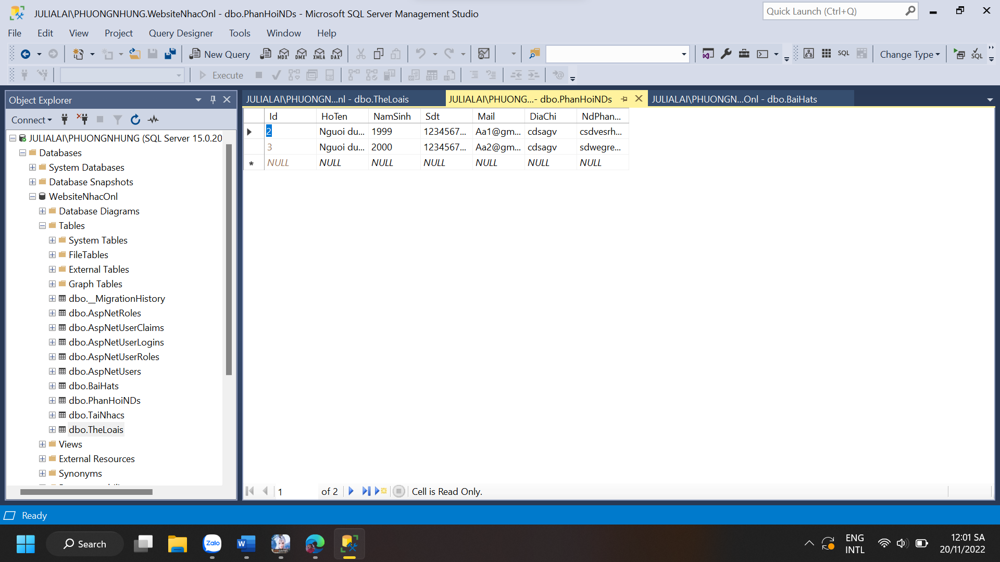 JULIALAI\PHUONGNHUNG.WebsiteNhacOnl - dbo.PhanHoiNDs - Microsoft SQL Server Management Studio
Quick Launch (Ctrl+Q)
File Edit View Project Query Designer Tools Window Help
New Query MDX DMX XMLA DAX SQL Change Type SQL
Execute
Object Explorer
Connect
JULIALAI\PHUONGNHUNG (SQL Server 15.0.20
Databases
System Databases
Database Snapshots
WebsiteNhacOnl
Database Diagrams
Tables
System Tables
FileTables
External Tables
Graph Tables
dbo.__MigrationHistory
dbo.AspNetRoles
dbo.AspNetUserClaims
dbo.AspNetUserLogins
dbo.AspNetUserRoles
dbo.AspNetUsers
dbo.BaiHats
dbo.PhanHoiNDs
dbo.TaiNhacs
dbo.TheLoais
Views
External Resources
Synonyms
JULIALAI\PHUONGN...nl - dbo.TheLoais JULIALAI\PHUONG...- dbo.PhanHoiNDs JULIALAI\PHUONGN...Onl - dbo.BaiHats
Id HoTen NamSinh Sdt Mail DiaChi NdPhan...
2 Nguoi du... 1999 1234567... Aa1@gm... cdsagv csdvesrh...
3 Nguoi du... 2000 1234567... Aa2@gm... cdsagv sdwegre...
NULL NULL NULL NULL NULL NULL NULL
1 of 2 Cell is Read Only.
Ready
Search Zalo W GAMES ENG INTL 12:01 SA
20/11/2022